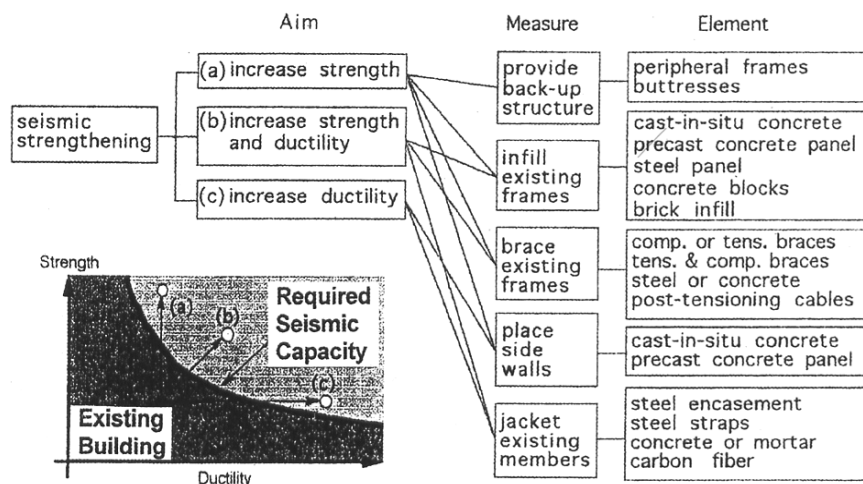 Aim
Measure
Element
seismic
strengthening
(a) increase strength
(b) increase strength
and ductility
(c) increase ductility
provide
back-up
structure
infill
existing
frames
brace
existing
frames
place
side
walls
jacket
existing
members
peripheral frames
buttresses
cast-in-situ concrete
precast concrete panel
steel panel
concrete blocks
brick infill
comp. or tens. braces
tens. & comp. braces
steel or concrete
post-tensioning cables
cast-in-situ concrete
precast concrete panel
steel encasement
steel straps
concrete or mortar
carbon fiber
Strength
(a)
(b)
(c)
Required
Seismic
Capacity
Existing
Building
Ductility